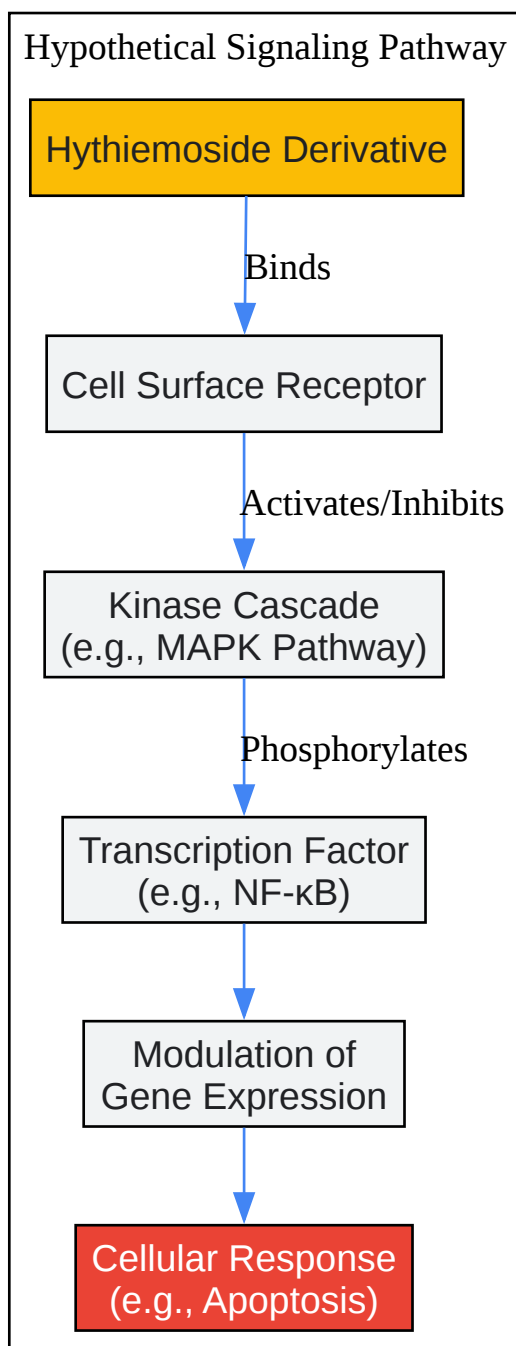 Hypothetical Signaling Pathway
Hythiemoside Derivative
Binds
Cell Surface Receptor
Activates/Inhibits
Kinase Cascade
(e.g., MAPK Pathway)
Phosphorylates
Transcription Factor
(e.g., NF-κB)
Modulation of
Gene Expression
Cellular Response
(e.g., Apoptosis)